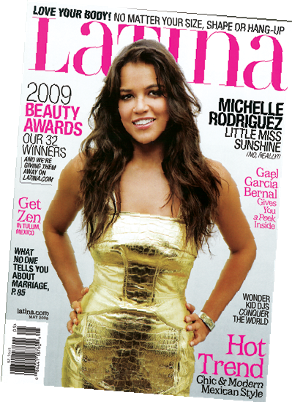 LOVE YOUR BODY! NO MATTER YOUR SIZE, SHAPE OR HANG-UP
LaTINa
2009
BEAUTY
AWARDS
OUR 32
WINNERS
AND WE'RE
GIVING THEM
AWAY ON
LATINA.COM
MICHELLE
RODRIGUEZ
LITTLE MISS
SUNSHINE
(NO, REALLY!)
Gael
García
Bernal
Gives You
a Peek
Inside
Get
Zen
IN TULUM,
MEXICO
WHAT
NO ONE
TELLS YOU
ABOUT
MARRIAGE,
P. 85
WONDER
KID DJS
CONQUER
THE WORLD
latina.com
MAY 2009
Hot
Trend
Chic & Modern
Mexican Style